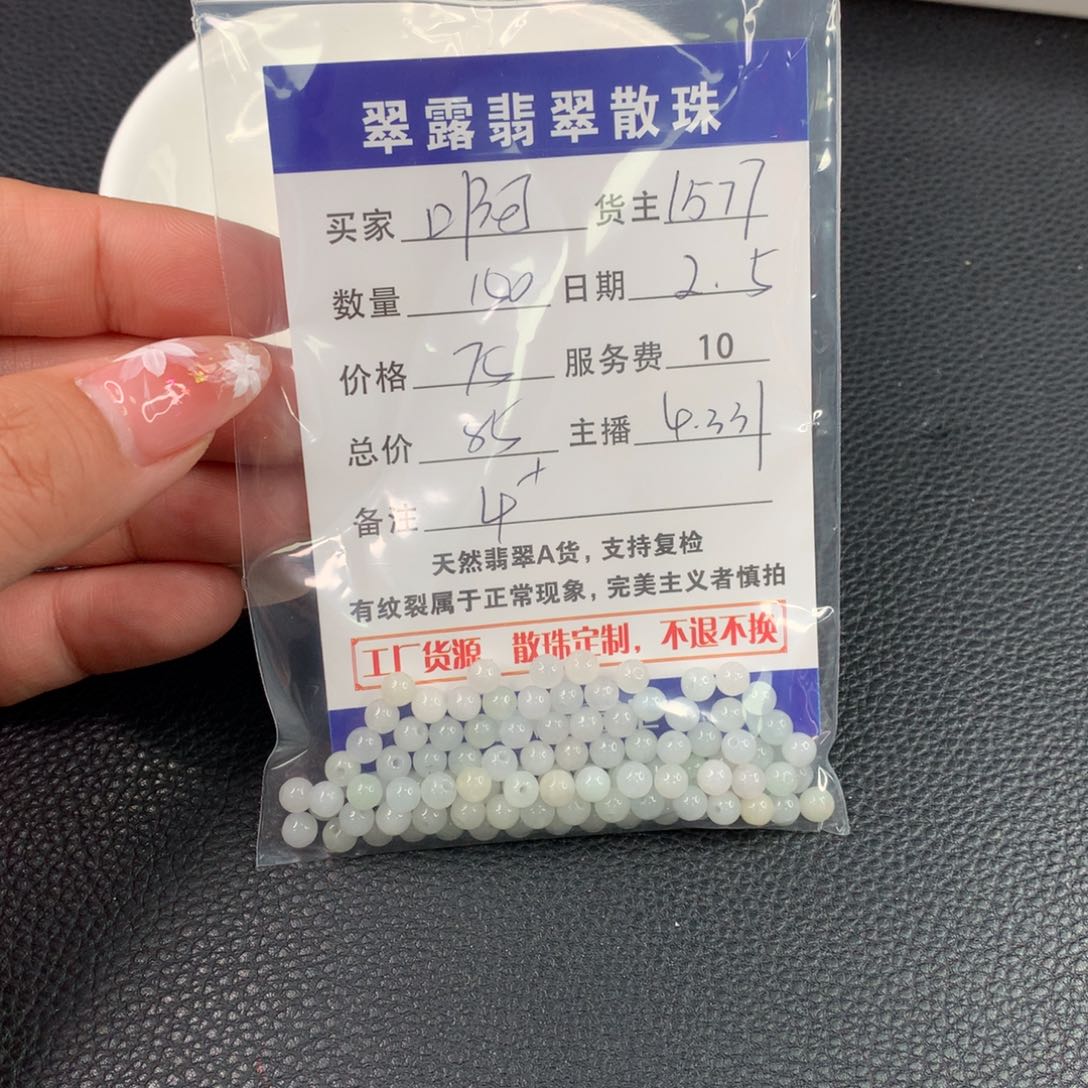 翠露翡翠散珠
买家 货主 1577
数量 100 日期 2.5
价格 75 服务费 10
总价 85 主播 4.331
备注 4+
天然翡翠A货，支持复检
有纹裂属于正常现象，完美主义者慎拍
工厂货源 散珠定制，不退不换